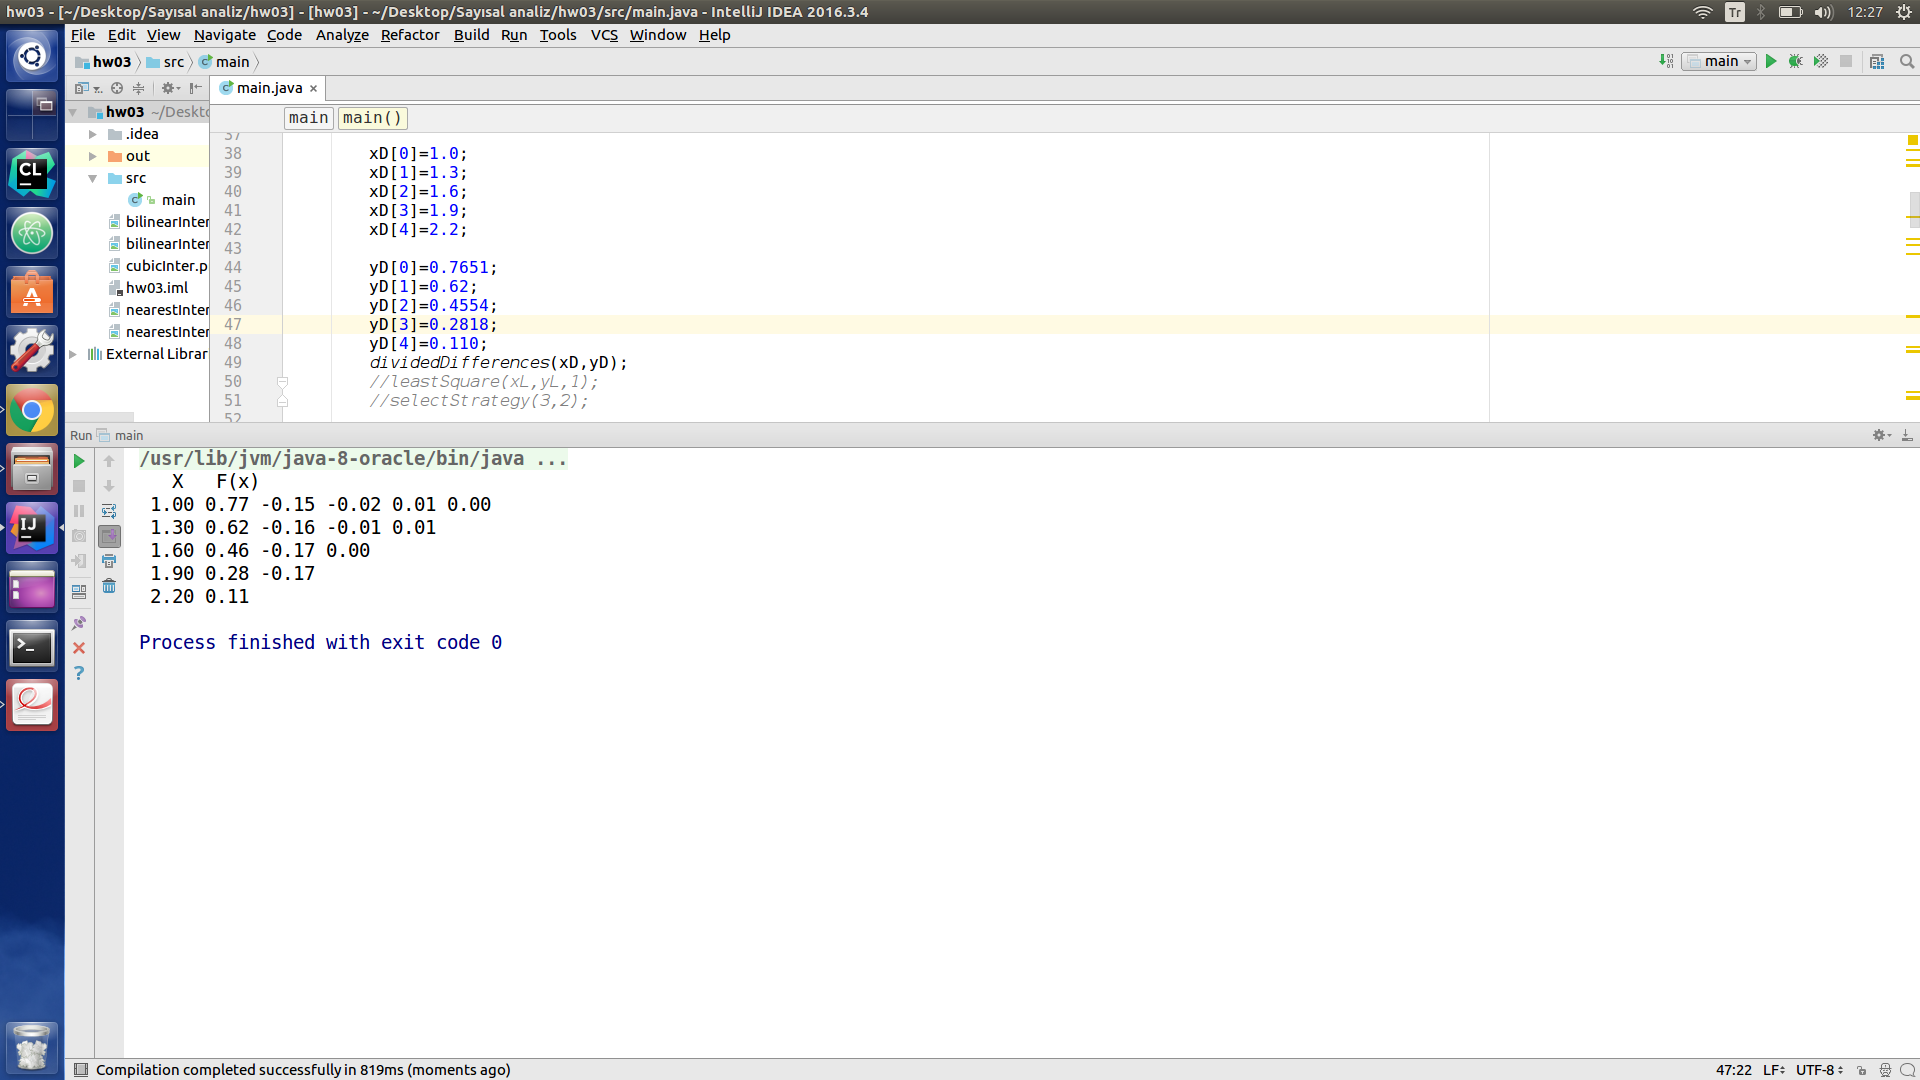 hw03 - [~/Desktop/Sayısal analiz/hw03] - [hw03] - ~/Desktop/Sayısal analiz/hw03/src/main.java - IntelliJ IDEA 2016.3.4
Tr
12:27
File Edit View Navigate Code Analyze Refactor Build Run Tools VCS Window Help
hw03 src main
main
main.java
hw03 ~/Deskto
.idea
out
src
main
bilinearInter
bilinearInter
cubicInter.p
hw03.iml
nearestInter
nearestInter
External Librar
main main()
37
38 xD[0]=1.0;
39 xD[1]=1.3;
40 xD[2]=1.6;
41 xD[3]=1.9;
42 xD[4]=2.2;
43
44 yD[0]=0.7651;
45 yD[1]=0.62;
46 yD[2]=0.4554;
47 yD[3]=0.2818;
48 yD[4]=0.110;
49 dividedDifferences(xD,yD);
50 //leastSquare(xL,yL,1);
51 //selectStrategy(3,2);
52
Run main
/usr/lib/jvm/java-8-oracle/bin/java ...
X F(x)
1.00 0.77 -0.15 -0.02 0.01 0.00
1.30 0.62 -0.16 -0.01 0.01
1.60 0.46 -0.17 0.00
1.90 0.28 -0.17
2.20 0.11
Process finished with exit code 0
CL
IJ
Compilation completed successfully in 819ms (moments ago)
47:22 LF UTF-8